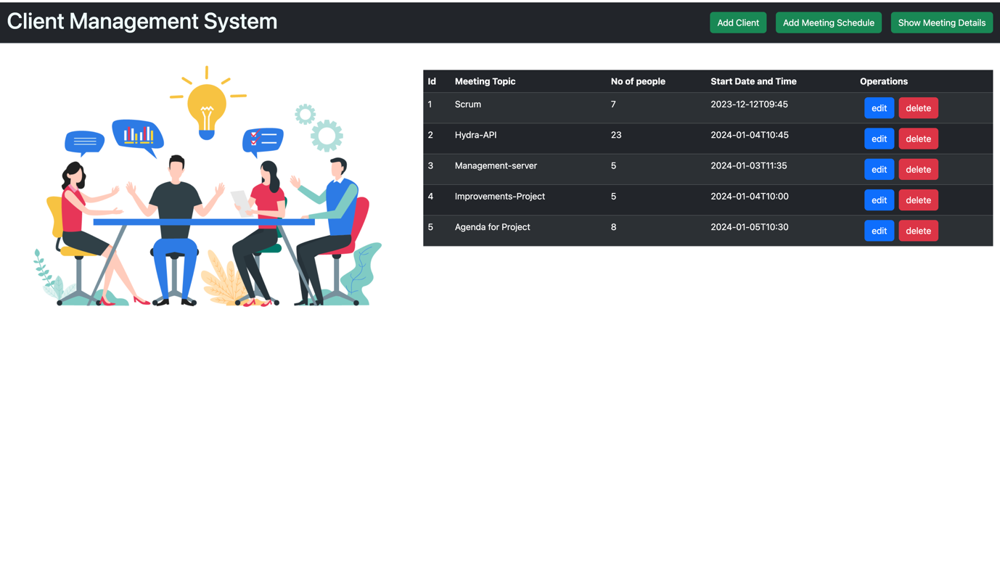 Client Management System
Add Client Add Meeting Schedule Show Meeting Details
Id Meeting Topic No of people Start Date and Time Operations
1 Scrum 7 2023-12-12T09:45 edit delete
2 Hydra-API 23 2024-01-04T10:45 edit delete
3 Management-server 5 2024-01-03T11:35 edit delete
4 Improvements-Project 5 2024-01-04T10:00 edit delete
5 Agenda for Project 8 2024-01-05T10:30 edit delete